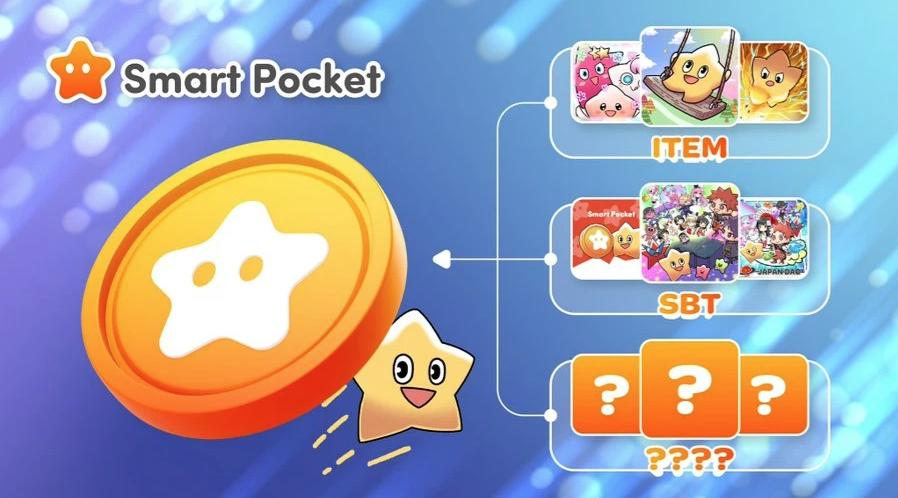 Smart Pocket
ITEM
Smart Pocket
JAPAN DAO
SBT
? ? ?
????